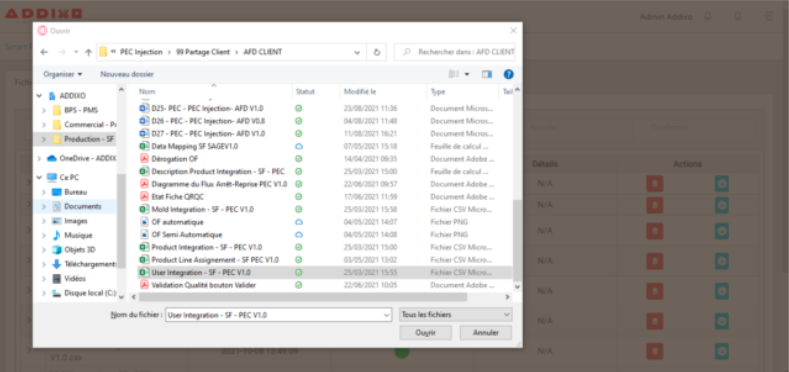 ADDIXO
Admin Addixo
Ouvrir
PEC Injection > 99 Partage Client > AFD CLIENT
Rechercher dans : AFD CLIENT
Organiser Nouveau dossier
Nom Statut Modifié le Type Tail
D25- PEC - PEC Injection- AFD V1.0 23/08/2021 11:36 Document Micros...
D26 - PEC - PEC Injection- AFD V0.8 04/08/2021 11:48 Document Micros...
D27 - PEC - PEC Injection- AFD V1.0 11/08/2021 16:21 Document Micros...
Data Mapping SF SAGEV1.0 07/05/2021 15:18 Feuille de calcul ...
Dérogation OF 14/04/2021 09:35 Document Adobe ...
Description Product Integration - SF - PEC 25/03/2021 15:00 Feuille de calcul ...
Diagramme du Flux Arrêt-Reprise PEC V1.0 22/06/2021 09:57 Document Adobe ...
Etat Fiche QRQC 17/06/2021 11:59 Document Adobe ...
Mold Integration - SF - PEC V1.0 25/03/2021 15:58 Fichier CSV Micro...
OF automatique 04/05/2021 14:07 Fichier PNG
OF Semi Automatique 04/05/2021 14:08 Fichier PNG
Product Integration - SF - PEC V1.0 25/03/2021 15:00 Fichier CSV Micro...
Product Line Assignement - SF PEC V1.0 03/05/2021 13:02 Fichier CSV Micro...
User Integration - SF - PEC V1.0 25/03/2021 15:55 Fichier CSV Micro...
Validation Qualité bouton Valider 22/06/2021 10:05 Document Adobe ...
ADDIXO
BPS - PMS
Commercial - Pr
Production - SF
OneDrive - ADDIX
Ce PC
Bureau
Documents
Images
Musique
Objets 3D
Téléchargement
Vidéos
Disque local (C:)
Nom du fichier : User Integration - SF - PEC V1.0 Tous les fichiers
Ouvrir Annuler
Détails Actions
N/A
N/A
N/A
N/A
N/A
N/A
V1.0.csv